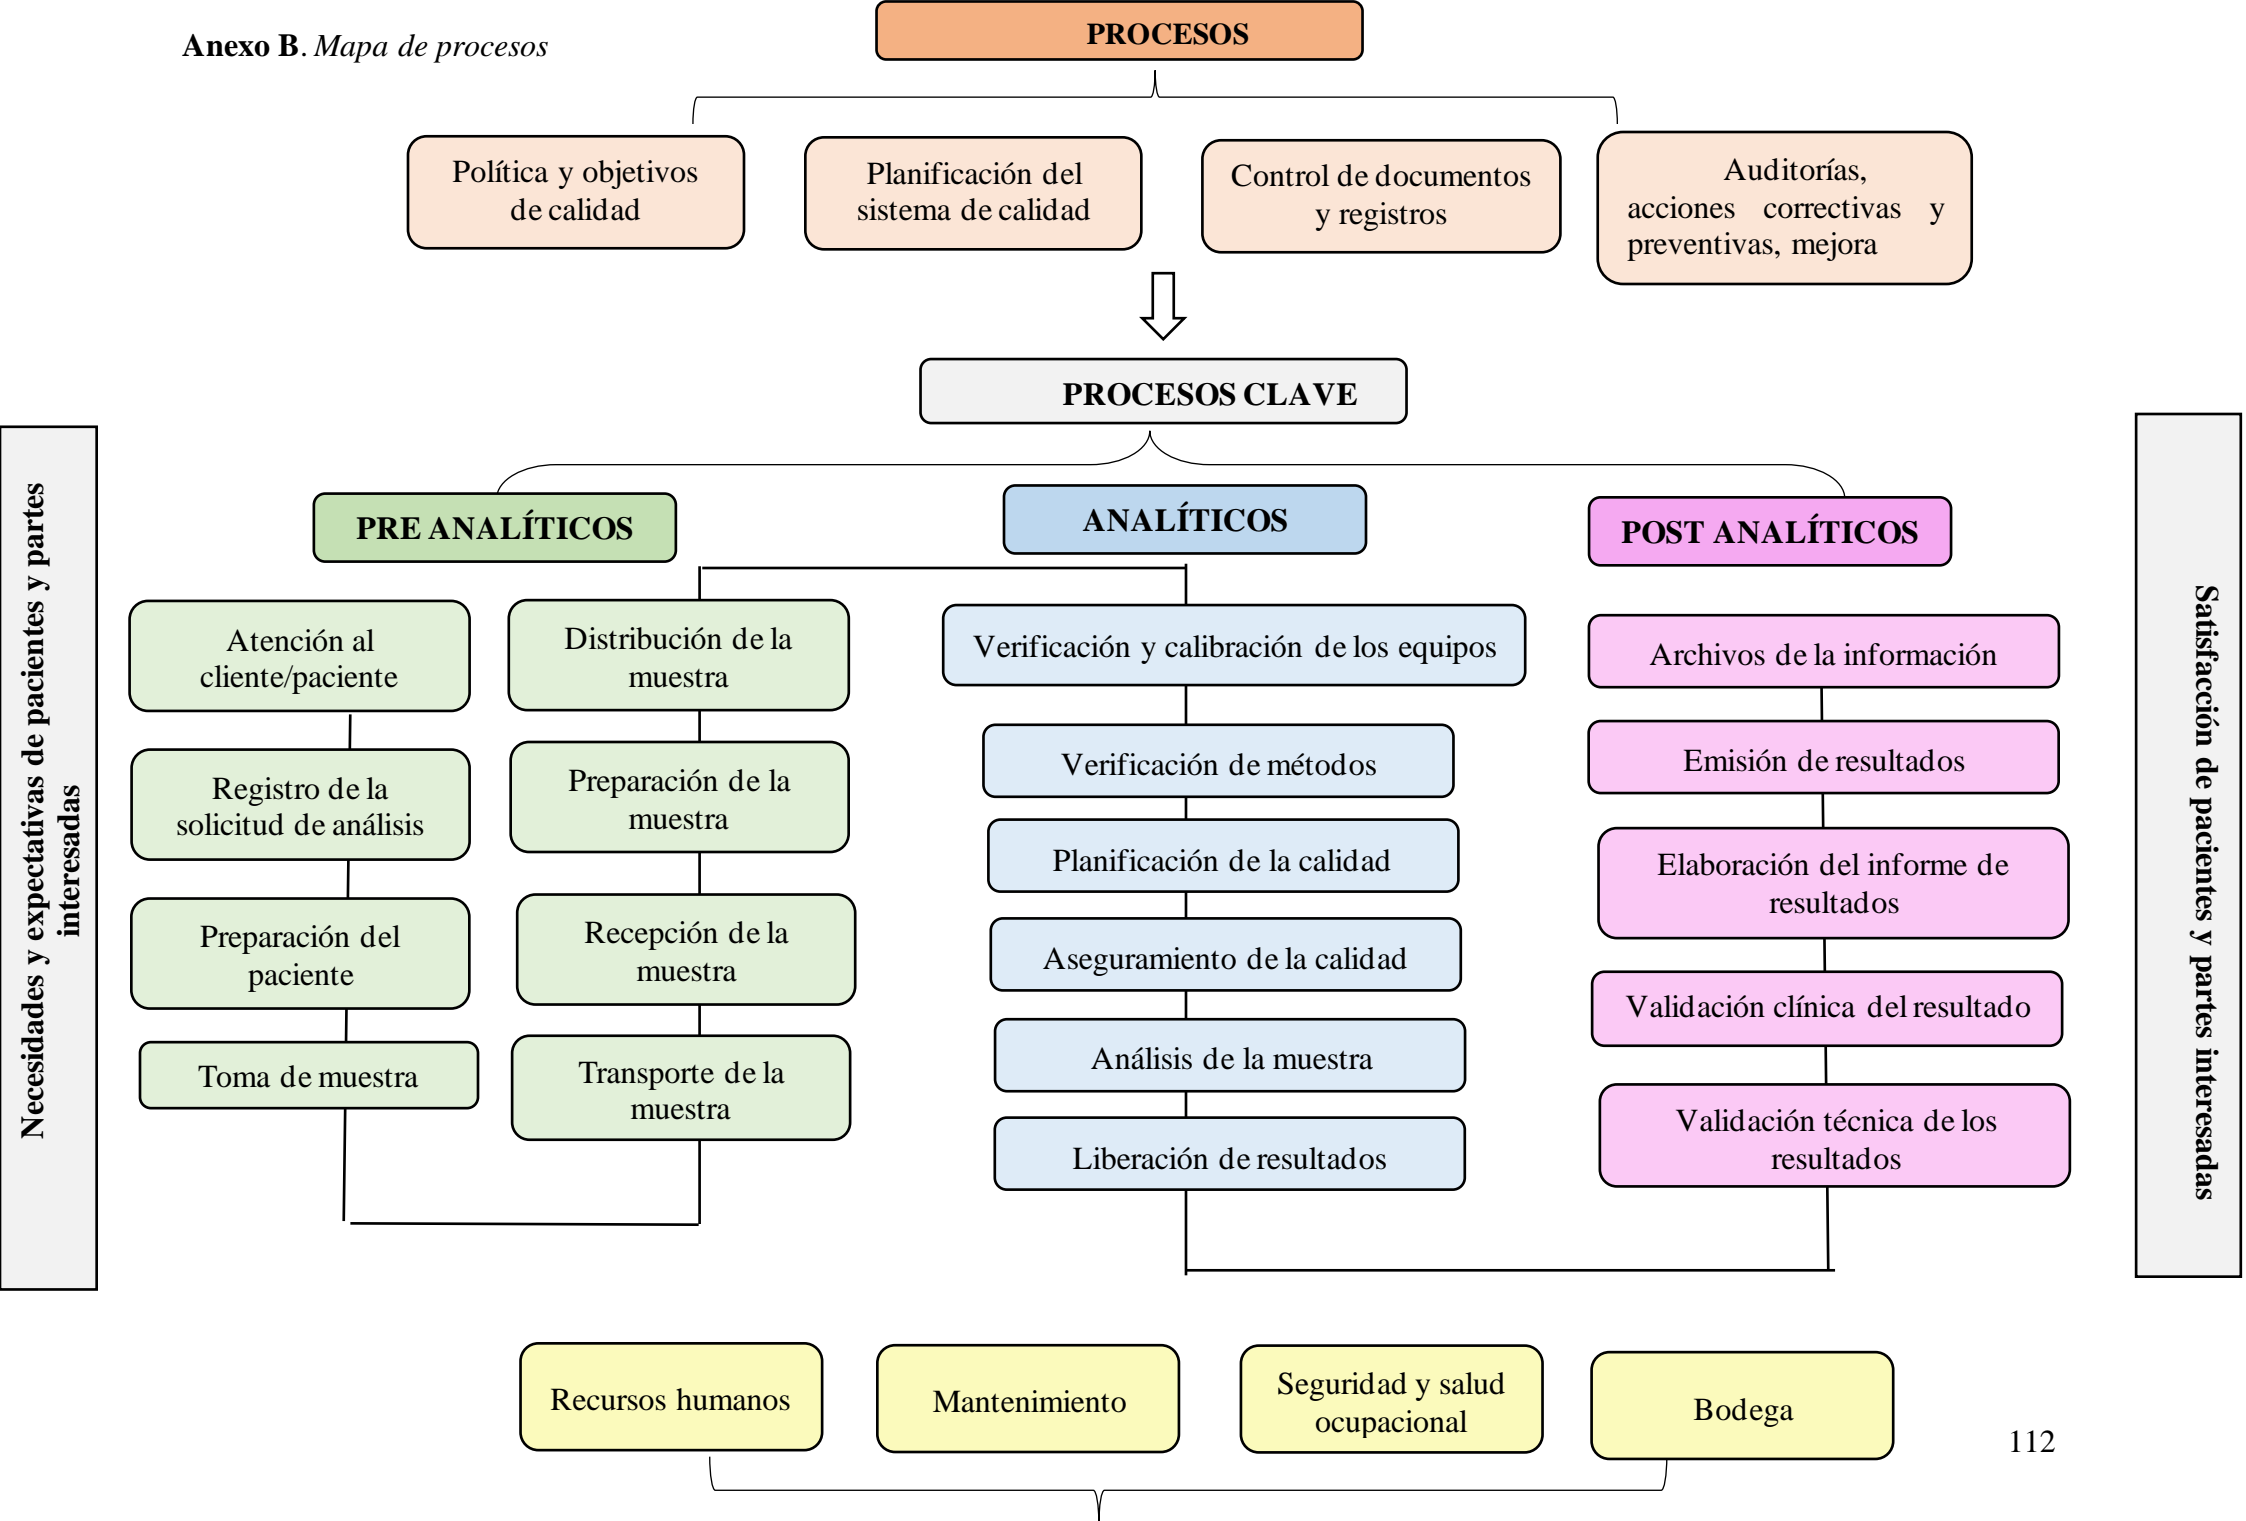 Anexo B. Mapa de procesos
PROCESOS
Política y objetivos
de calidad
Planificación del
sistema de calidad
Control de documentos
y registros
Auditorías,
acciones correctivas y
preventivas, mejora
PROCESOS CLAVE
Necesidades y expectativas de pacientes y partes
interesadas
PRE ANALÍTICOS
Atención al
cliente/paciente
Registro de la
solicitud de análisis
Preparación del
paciente
Toma de muestra
Distribución de la
muestra
Preparación de la
muestra
Recepción de la
muestra
Transporte de la
muestra
ANALÍTICOS
Verificación y calibración de los equipos
Verificación de métodos
Planificación de la calidad
Aseguramiento de la calidad
Análisis de la muestra
Liberación de resultados
POST ANALÍTICOS
Archivos de la información
Emisión de resultados
Elaboración del informe de
resultados
Validación clínica del resultado
Validación técnica de los
resultados
Satisfacción de pacientes y partes interesadas
Recursos humanos
Mantenimiento
Seguridad y salud
ocupacional
Bodega
112